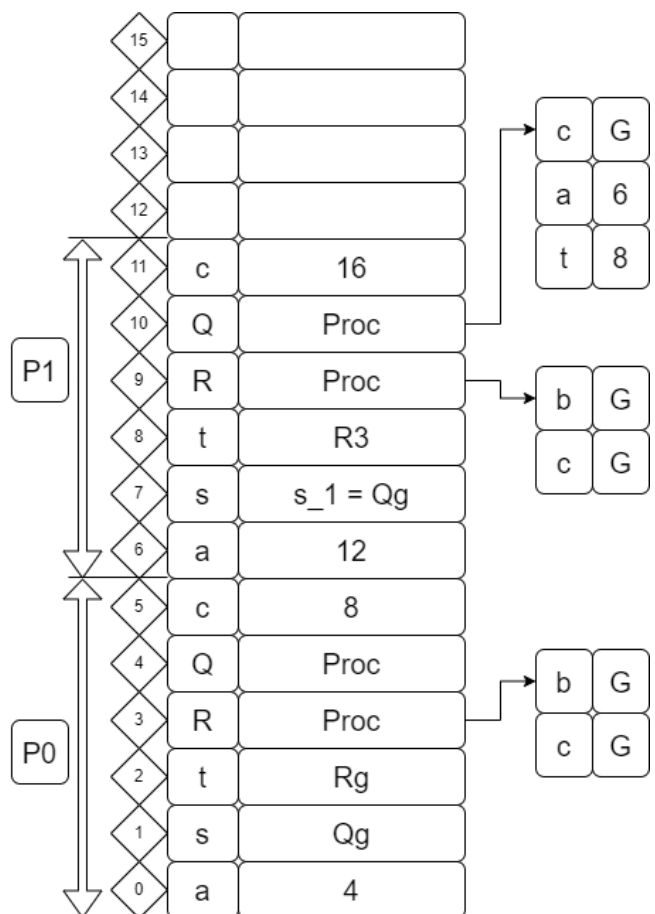 15
14
c G
13
a 6
12
t 8
11 c 16
10 Q Proc
P1
9 R Proc
b G
8 t R3
c G
7 s s_1 = Qg
6 a 12
5 c 8
4 Q Proc
b G
3 R Proc
c G
P0
2 t Rg
1 s Qg
0 a 4